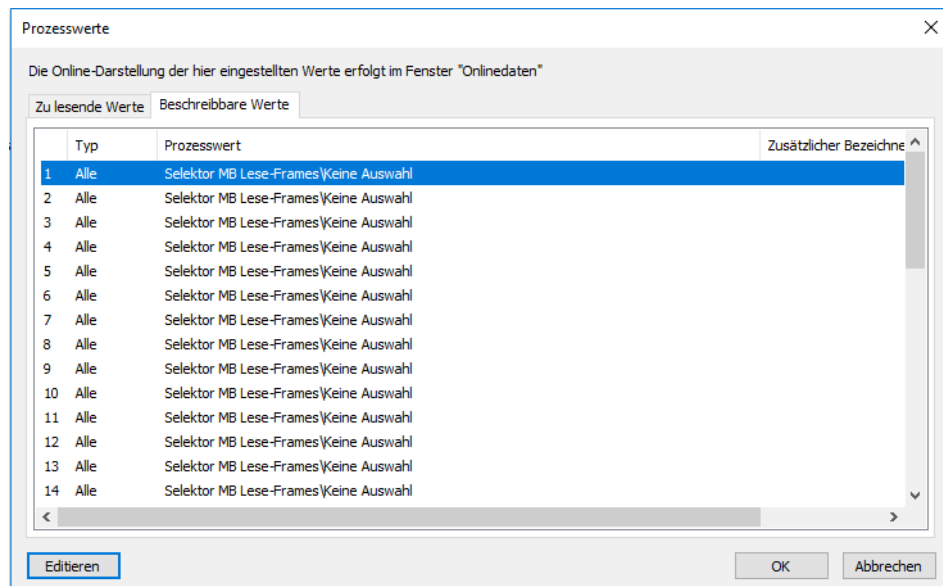 Prozesswerte
Die Online-Darstellung der hier eingestellten Werte erfolgt im Fenster "Onlinedaten"
Zu lesende Werte Beschreibbare Werte
Typ Prozesswert Zusätzlicher Bezeichne
1 Alle Selektor MB Lese-Frames\Keine Auswahl
2 Alle Selektor MB Lese-Frames\Keine Auswahl
3 Alle Selektor MB Lese-Frames\Keine Auswahl
4 Alle Selektor MB Lese-Frames\Keine Auswahl
5 Alle Selektor MB Lese-Frames\Keine Auswahl
6 Alle Selektor MB Lese-Frames\Keine Auswahl
7 Alle Selektor MB Lese-Frames\Keine Auswahl
8 Alle Selektor MB Lese-Frames\Keine Auswahl
9 Alle Selektor MB Lese-Frames\Keine Auswahl
10 Alle Selektor MB Lese-Frames\Keine Auswahl
11 Alle Selektor MB Lese-Frames\Keine Auswahl
12 Alle Selektor MB Lese-Frames\Keine Auswahl
13 Alle Selektor MB Lese-Frames\Keine Auswahl
14 Alle Selektor MB Lese-Frames\Keine Auswahl
Editieren OK Abbrechen